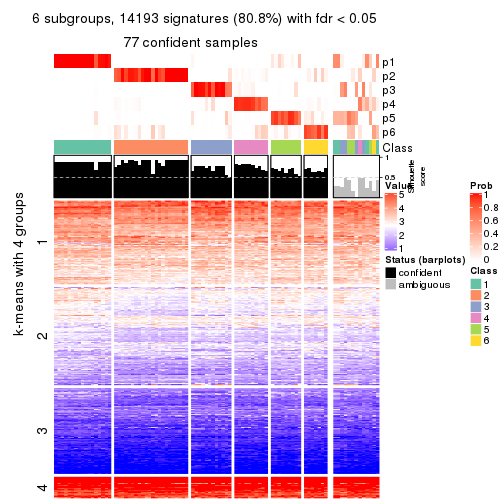 6 subgroups, 14193 signatures (80.8%) with fdr < 0.05
77 confident samples
p1
p2
p3
p4
p5
p6
Class
1
0.5
0
Silhouette
score
k-means with 4 groups
1
2
3
4
Value
5
4
3
2
1
Status (barplots)
confident
ambiguous
Prob
1
0.8
0.6
0.4
0.2
0
Class
1
2
3
4
5
6